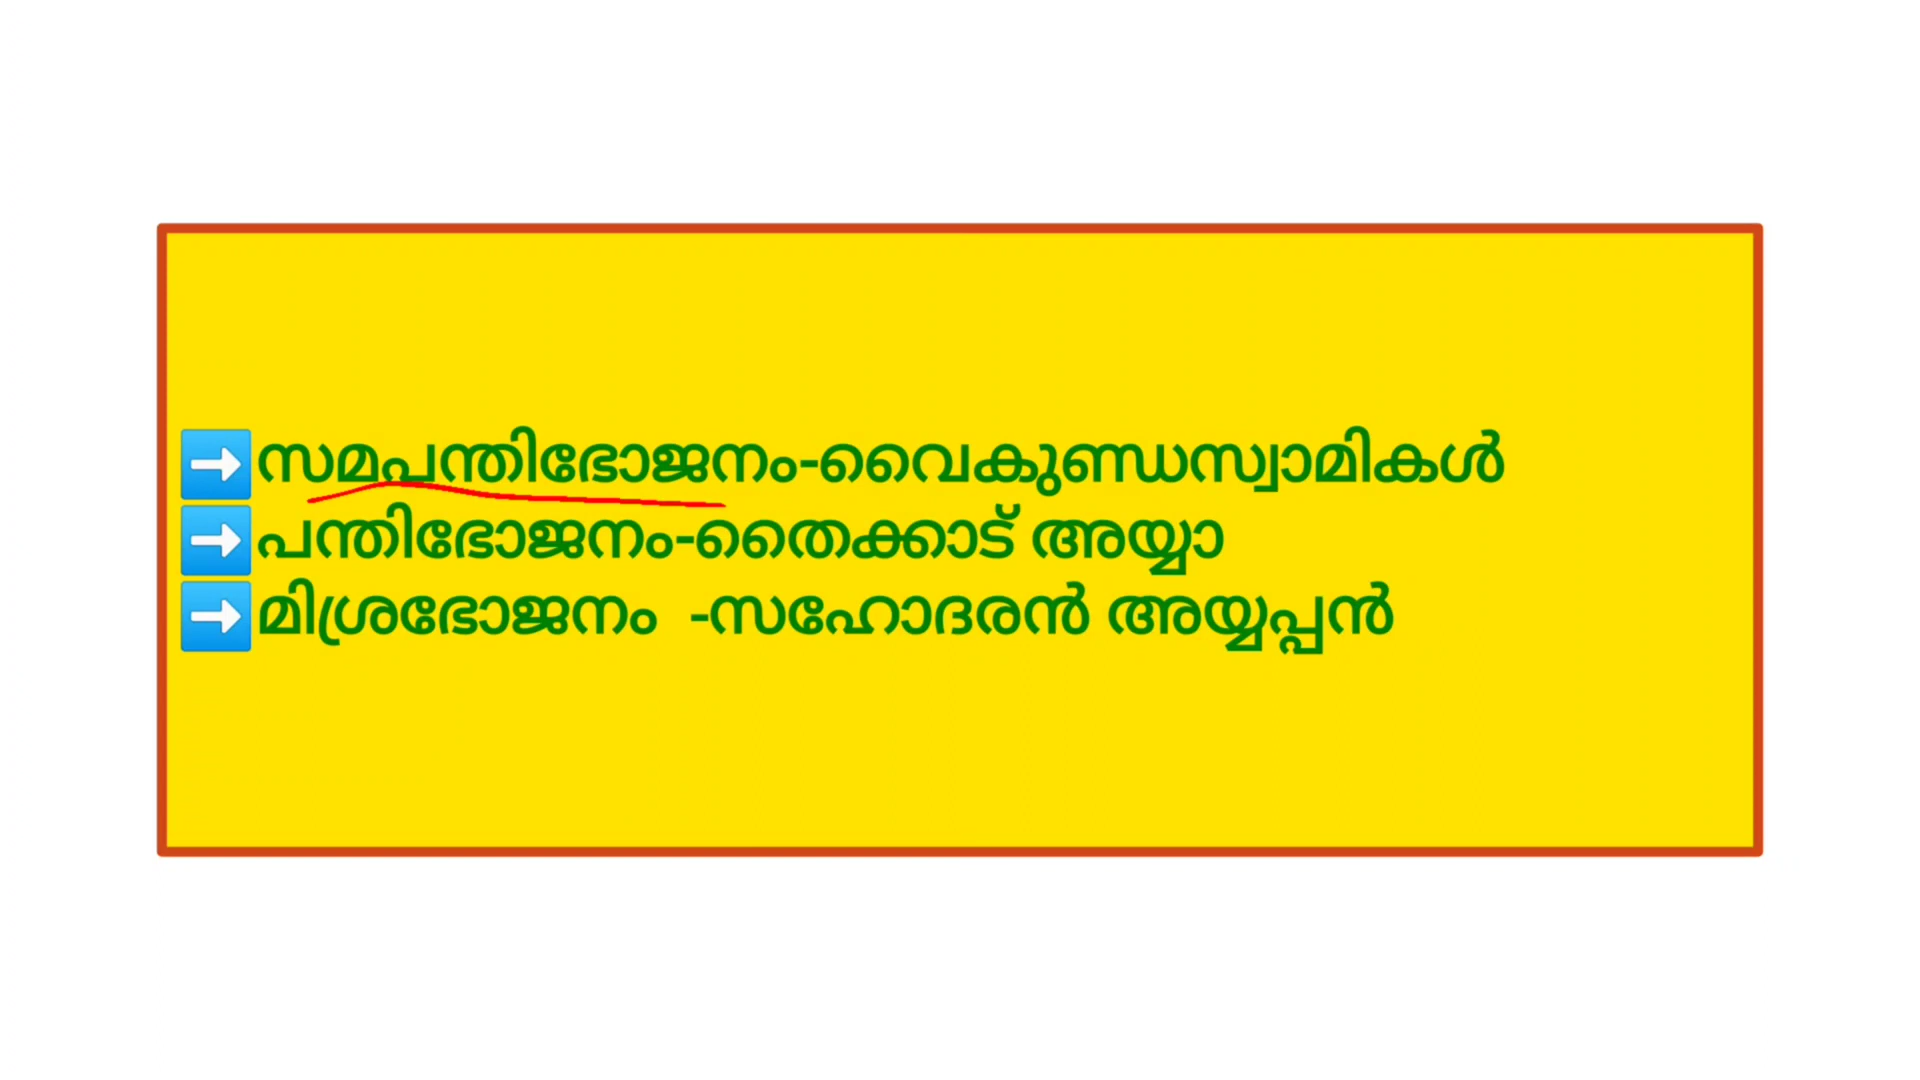 ➡️സമപന്തിഭോജനം-വൈകുണ്ഡസ്വാമികൾ
➡️പന്തിഭോജനം-തൈക്കാട് അയ്യാ
➡️മിശ്രഭോജനം -സഹോദരൻ അയ്യപ്പൻ